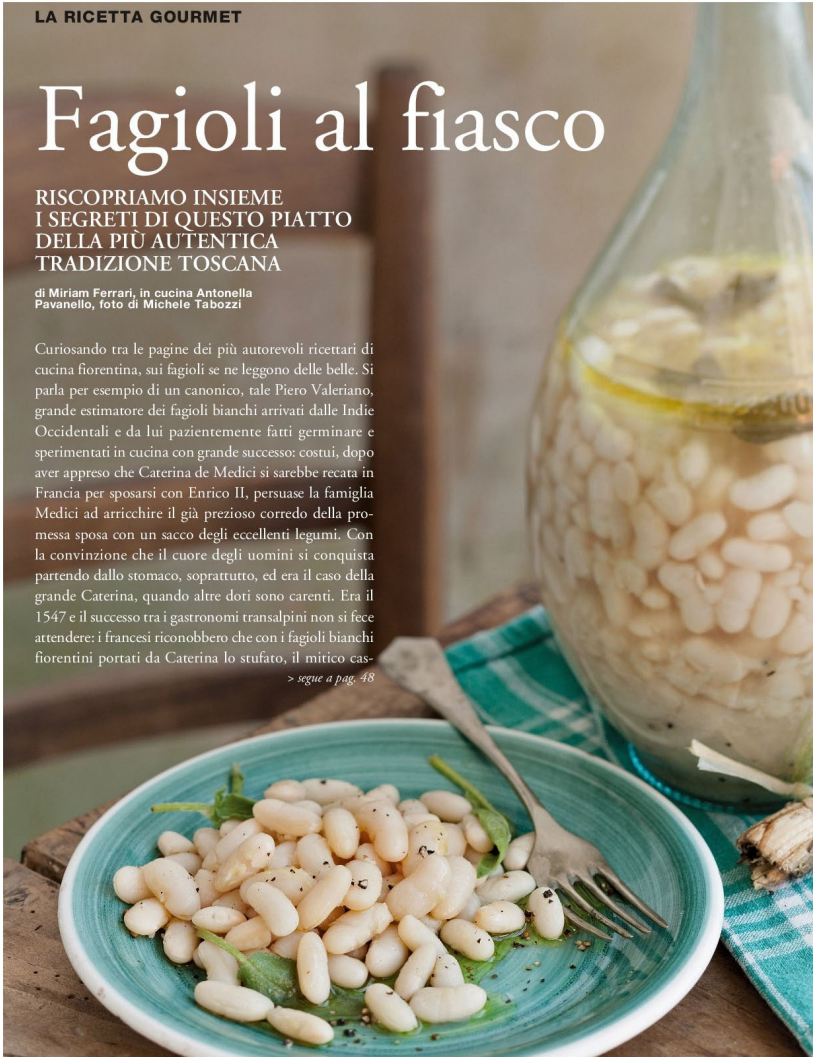 LA RICETTA GOURMET
Fagioli al fiasco
RISCOPRIAMO INSIEME
I SEGRETI DI QUESTO PIATTO
DELLA PIÙ AUTENTICA
TRADIZIONE TOSCANA
di Miriam Ferrari, in cucina Antonella
Pavanello, foto di Michele Tabozzi
Curiosando tra le pagine dei più autorevoli ricettari di
cucina fiorentina, sui fagioli se ne leggono delle belle. Si
parla per esempio di un canonico, tale Piero Valeriano,
grande estimatore dei fagioli bianchi arrivati dalle Indie
Occidentali e da lui pazientemente fatti germinare e
sperimentati in cucina con grande successo: costui, dopo
aver appreso che Caterina de Medici si sarebbe recata in
Francia per sposarsi con Enrico II, persuase la famiglia
Medici ad arricchire il già prezioso corredo della pro-
messa sposa con un sacco degli eccellenti legumi. Con
la convinzione che il cuore degli uomini si conquista
partendo dallo stomaco, soprattutto, ed era il caso della
grande Caterina, quando altre doti sono carenti. Era il
1547 e il successo tra i gastronomi transalpini non si fece
attendere: i francesi riconobbero che con i fagioli bianchi
fiorentini portati da Caterina lo stufato, il mitico cas-
> segue a pag. 48